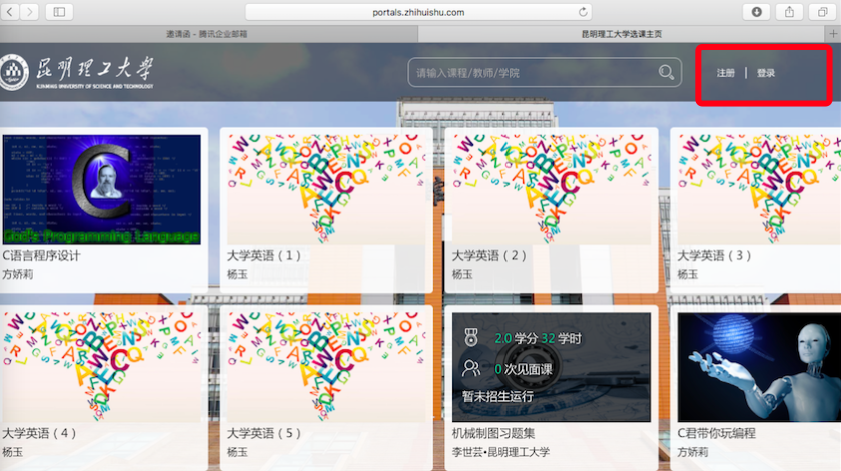 portals.zhihuishu.com
邀请函 - 腾讯企业邮箱
昆明理工大学选课主页
昆明理工大学
KUNMING UNIVERSITY OF SCIENCE AND TECHNOLOGY
请输入课程/教师/学院
注册 | 登录
God's Programming Language
C语言程序设计
方娇莉
大学英语（1）
杨玉
大学英语（2）
杨玉
大学英语（3）
杨玉
2.0 学分 32 学时
0 次见面课
暂未招生运行
大学英语（4）
杨玉
大学英语（5）
杨玉
机械制图习题集
李世芸•昆明理工大学
C君带你玩编程
方娇莉